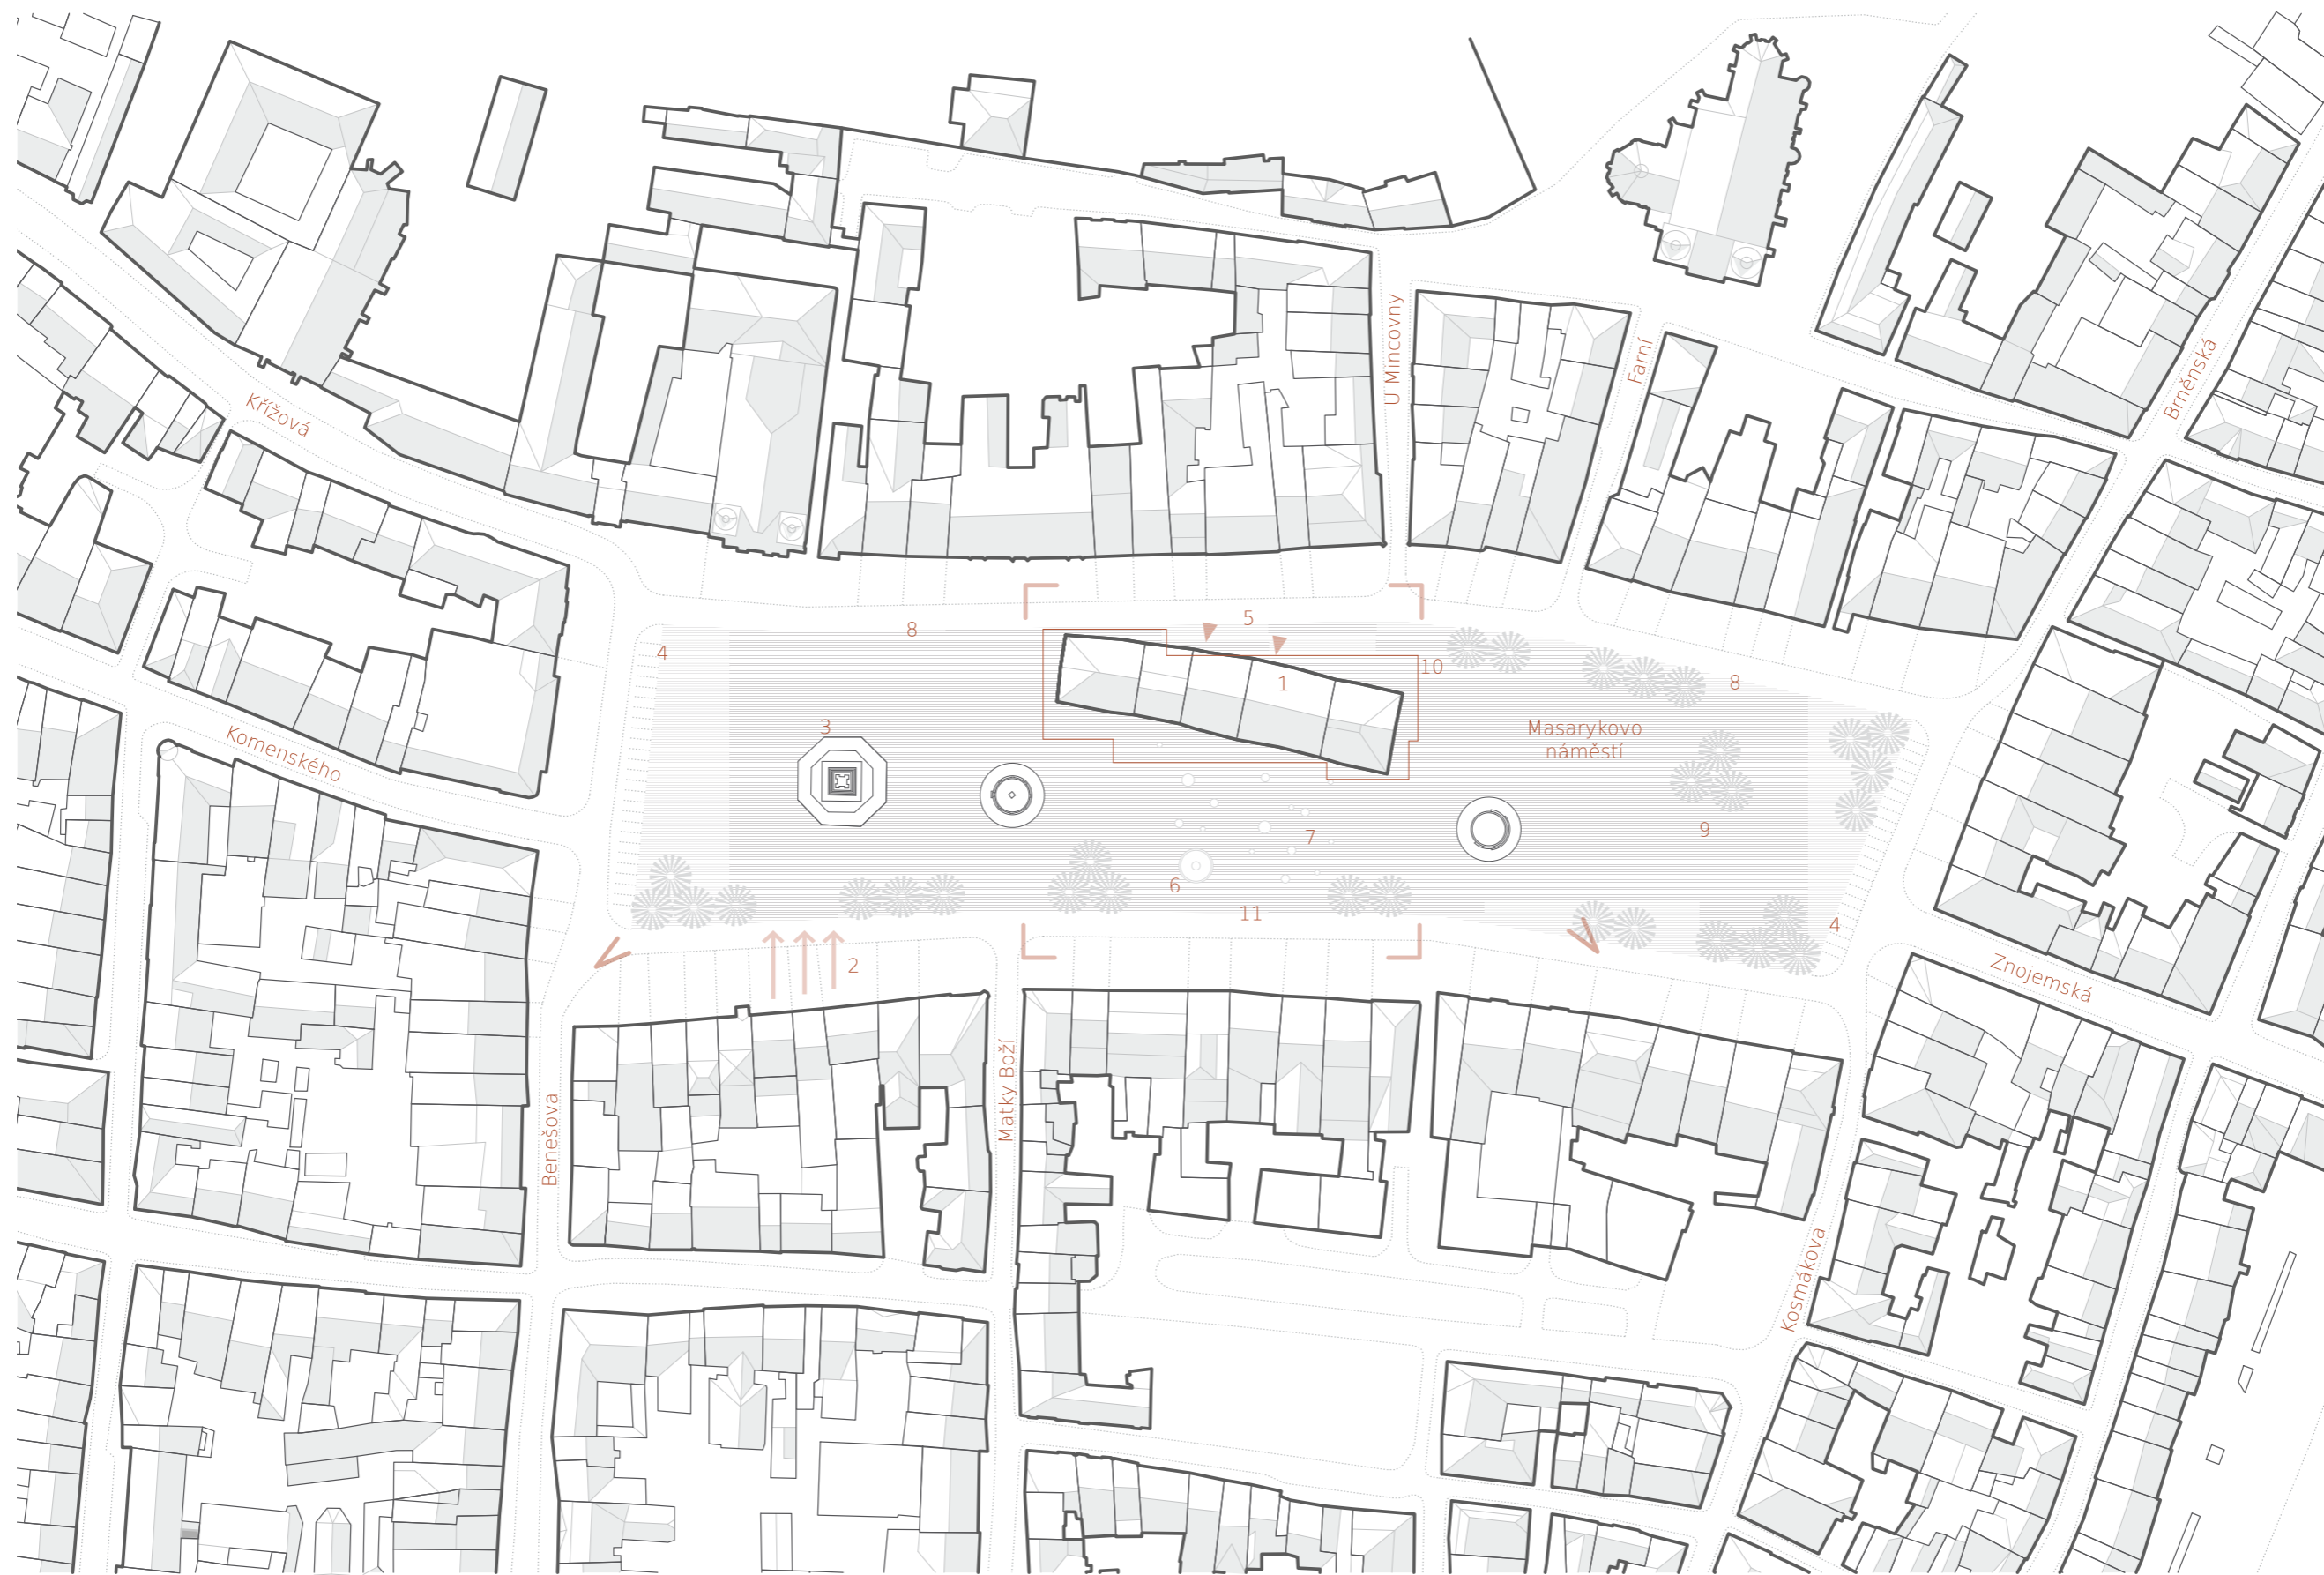 U Mincovny
Farní
Brněnská
Křížová
5
8
4
10
1
8
3
Masarykovo
náměstí
Komenského
9
7
6
11
4
2
Znojemská
Matky Boží
Benešova
Kosmákova